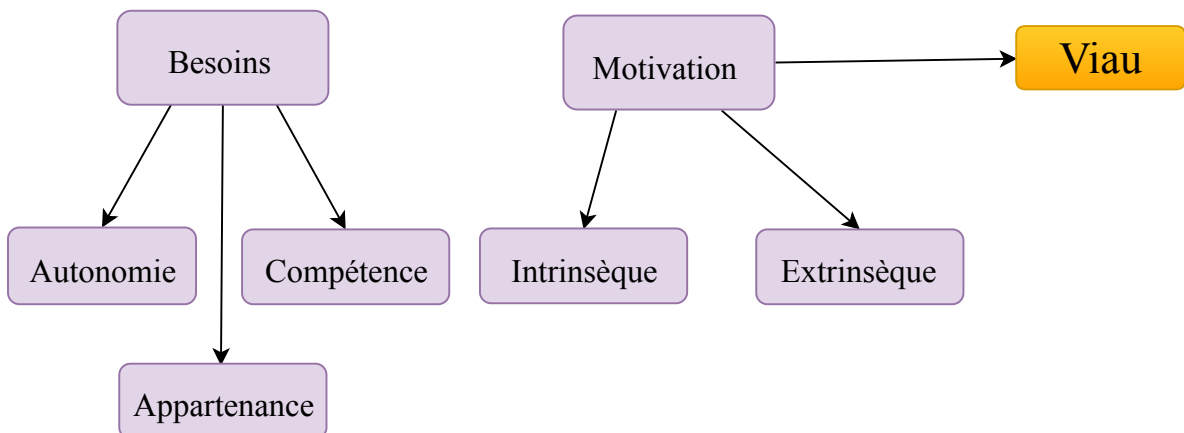 Besoins
Motivation
Viau
Autonomie
Compétence
Intrinsèque
Extrinsèque
Appartenance